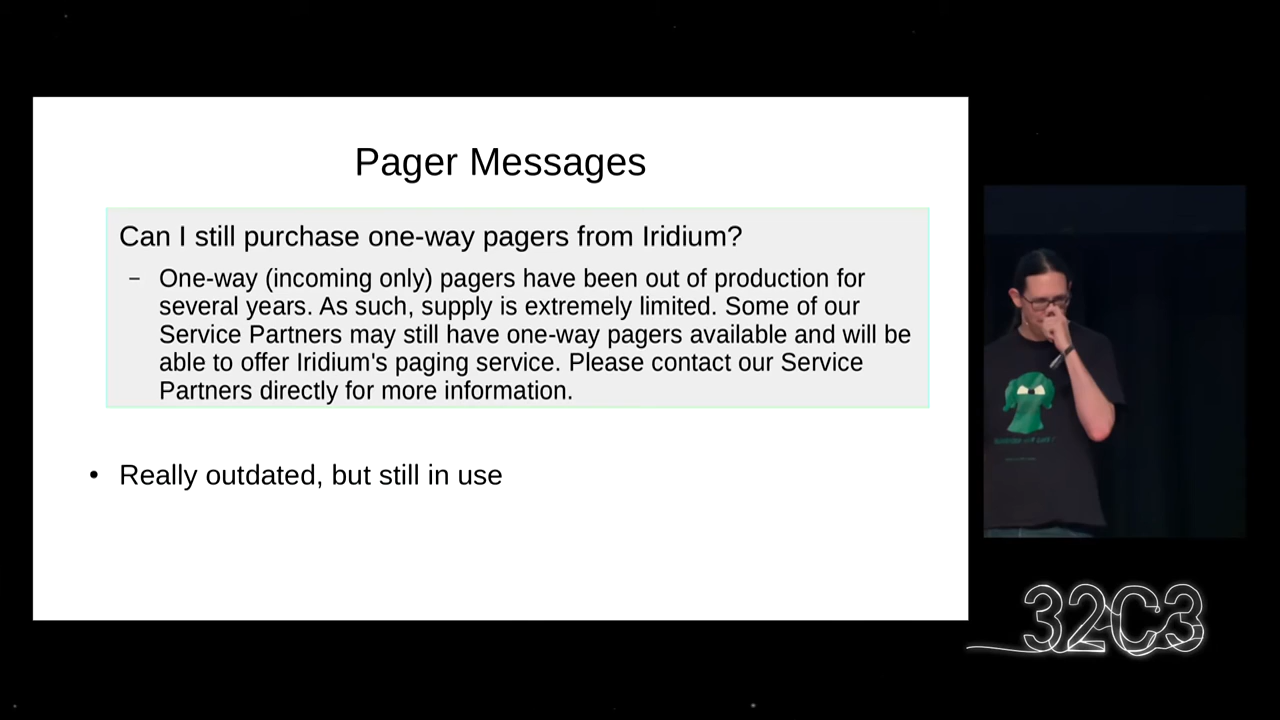 Pager Messages
Can I still purchase one-way pagers from Iridium?
– One-way (incoming only) pagers have been out of production for
several years. As such, supply is extremely limited. Some of our
Service Partners may still have one-way pagers available and will be
able to offer Iridium's paging service. Please contact our Service
Partners directly for more information.
• Really outdated, but still in use
32C3